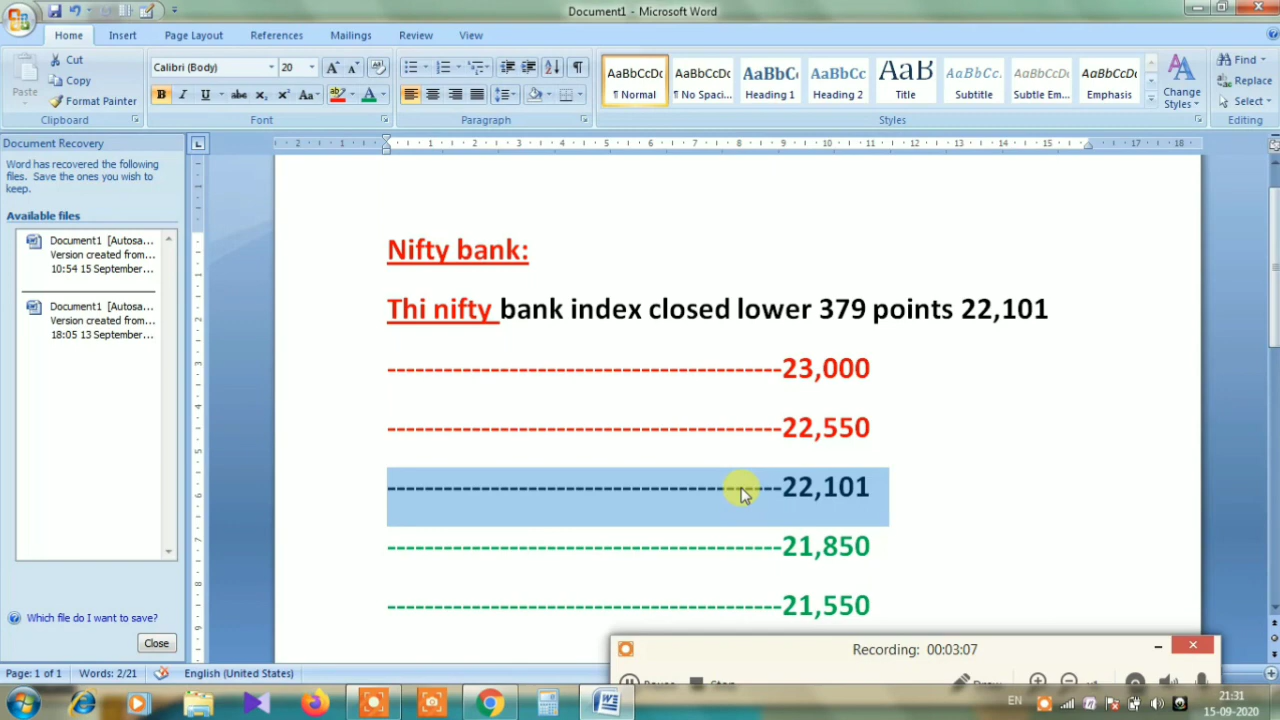 Document1 - Microsoft Word
Home Insert Page Layout References Mailings Review View
Paste
Cut
Copy
Format Painter
Clipboard
Calibri (Body) 20
Font
Paragraph
AaBbCcDc AaBbCcDc AaBbC AaBbCc AaB AaBbCc. AaBbCcDc AaBbCcDc
¶ Normal ¶ No Spaci... Heading 1 Heading 2 Title Subtitle Subtle Em... Emphasis
Change Styles
Styles
Find
Replace
Select
Editing
Document Recovery
Word has recovered the following
files. Save the ones you wish to
keep.
Available files
Document1 [Autosa...
Version created from...
10:54 15 September...
Document1 [Autosa...
Version created from...
18:05 13 September...
Which file do I want to save?
Close
Nifty bank:
Thi nifty bank index closed lower 379 points 22,101
------------------------------------------23,000
------------------------------------------22,550
------------------------------------------22,101
------------------------------------------21,850
------------------------------------------21,550
Recording: 00:03:07
Page: 1 of 1 Words: 2/21 English (United States)
EN
21:31
15-09-2020